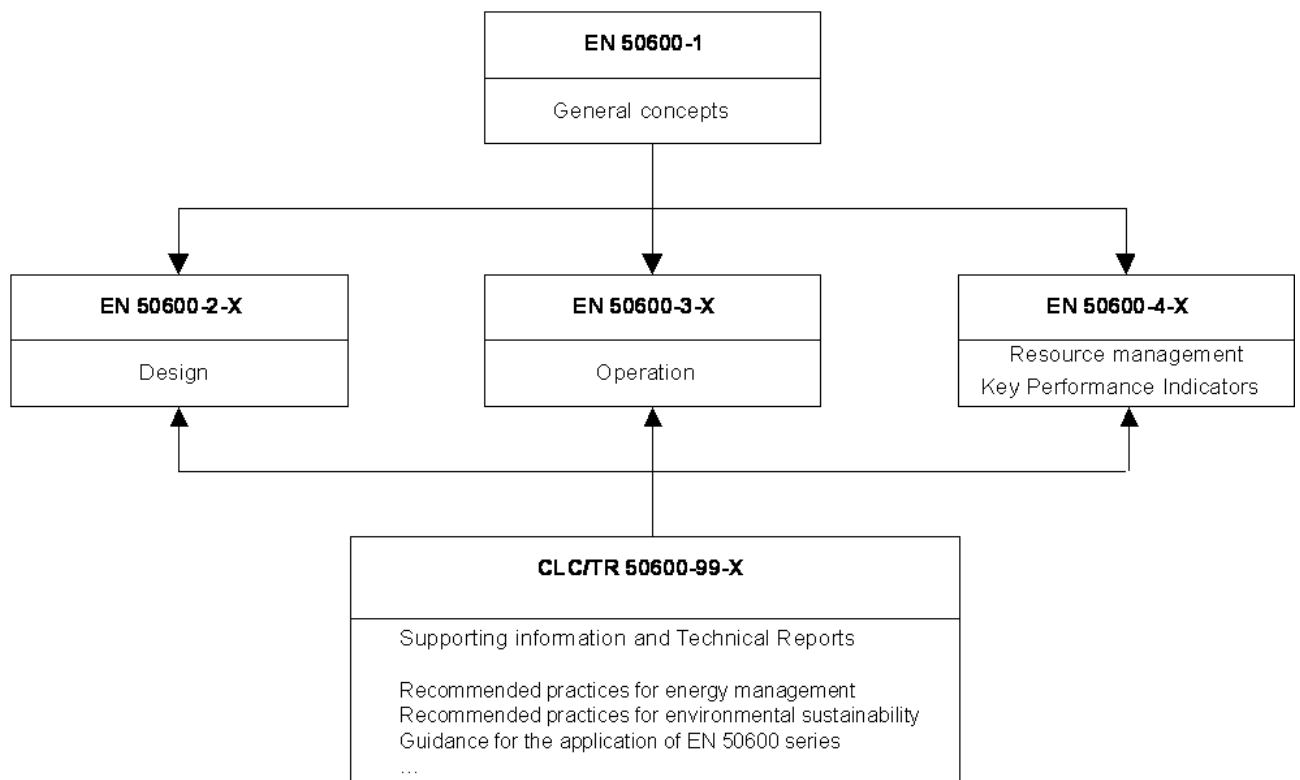 EN 50600-1
General concepts
EN 50600-2-X
Design
EN 50600-3-X
Operation
EN 50600-4-X
Resource management
Key Performance Indicators
CLC/TR 50600-99-X
Supporting information and Technical Reports
Recommended practices for energy management
Recommended practices for environmental sustainability
Guidance for the application of EN 50600 series
...